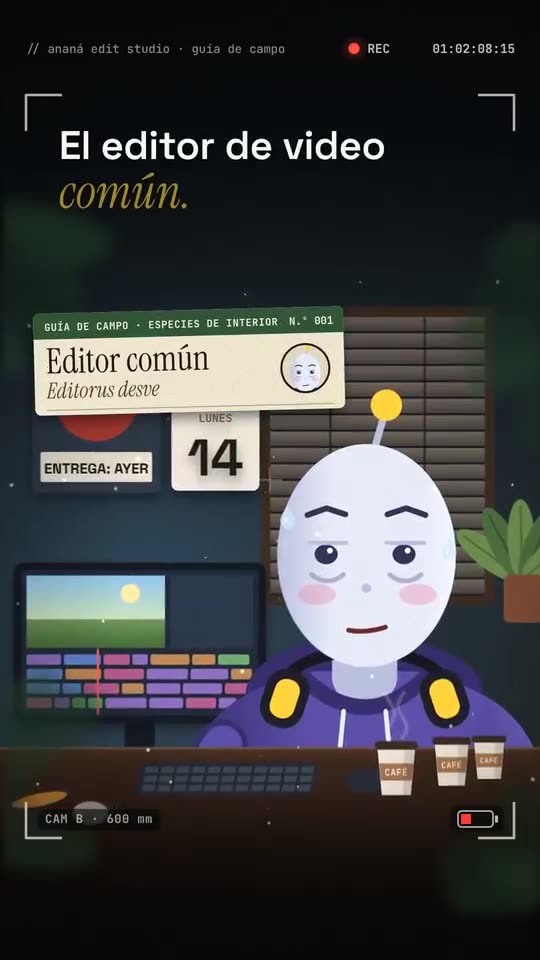 // ananá edit studio · guía de campo
REC
01:02:08:15
El editor de video
común.
GUÍA DE CAMPO · ESPECIES DE INTERIOR N.° 001
Editor común
Editorus desve
ENTREGA: AYER
LUNES
14
CAFÉ
CAFÉ
CAFÉ
CAM B · 600 mm